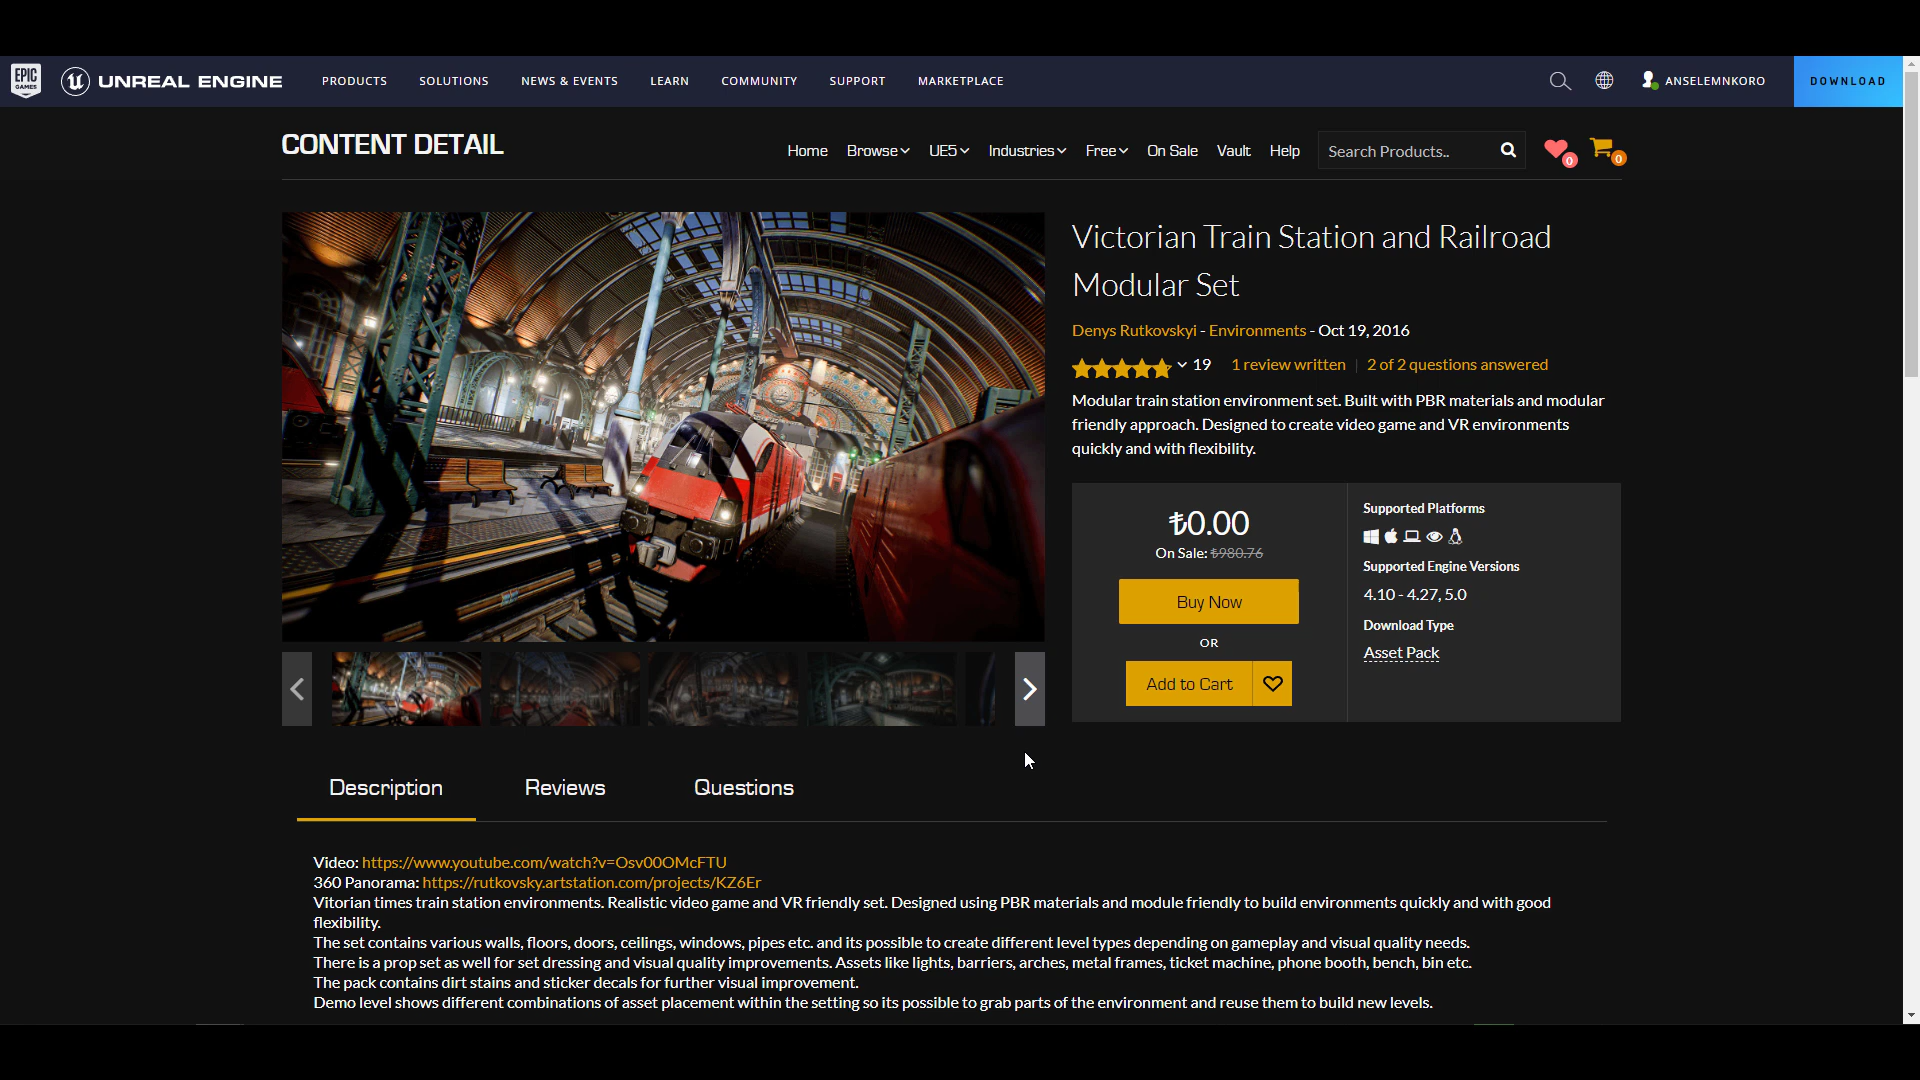 EPIC GAMES
UNREAL ENGINE
PRODUCTS
SOLUTIONS
NEWS & EVENTS
LEARN
COMMUNITY
SUPPORT
MARKETPLACE
ANSELEMNKORO
DOWNLOAD
CONTENT DETAIL
Home
Browse
UE5
Industries
Free
On Sale
Vault
Help
Search Products..
0
0
Victorian Train Station and Railroad
Modular Set
Denys Rutkovskyi - Environments - Oct 19, 2016
19 1 review written | 2 of 2 questions answered
Modular train station environment set. Built with PBR materials and modular
friendly approach. Designed to create video game and VR environments
quickly and with flexibility.
₺0.00
On Sale: ₺980.76
Buy Now
OR
Add to Cart
Supported Platforms
Supported Engine Versions
4.10 - 4.27, 5.0
Download Type
Asset Pack
Description
Reviews
Questions
Video: https://www.youtube.com/watch?v=Osv00OMcFTU
360 Panorama: https://rutkovsky.artstation.com/projects/KZ6Er
Vitorian times train station environments. Realistic video game and VR friendly set. Designed using PBR materials and module friendly to build environments quickly and with good
flexibility.
The set contains various walls, floors, doors, ceilings, windows, pipes etc. and its possible to create different level types depending on gameplay and visual quality needs.
There is a prop set as well for set dressing and visual quality improvements. Assets like lights, barriers, arches, metal frames, ticket machine, phone booth, bench, bin etc.
The pack contains dirt stains and sticker decals for further visual improvement.
Demo level shows different combinations of asset placement within the setting so its possible to grab parts of the environment and reuse them to build new levels.